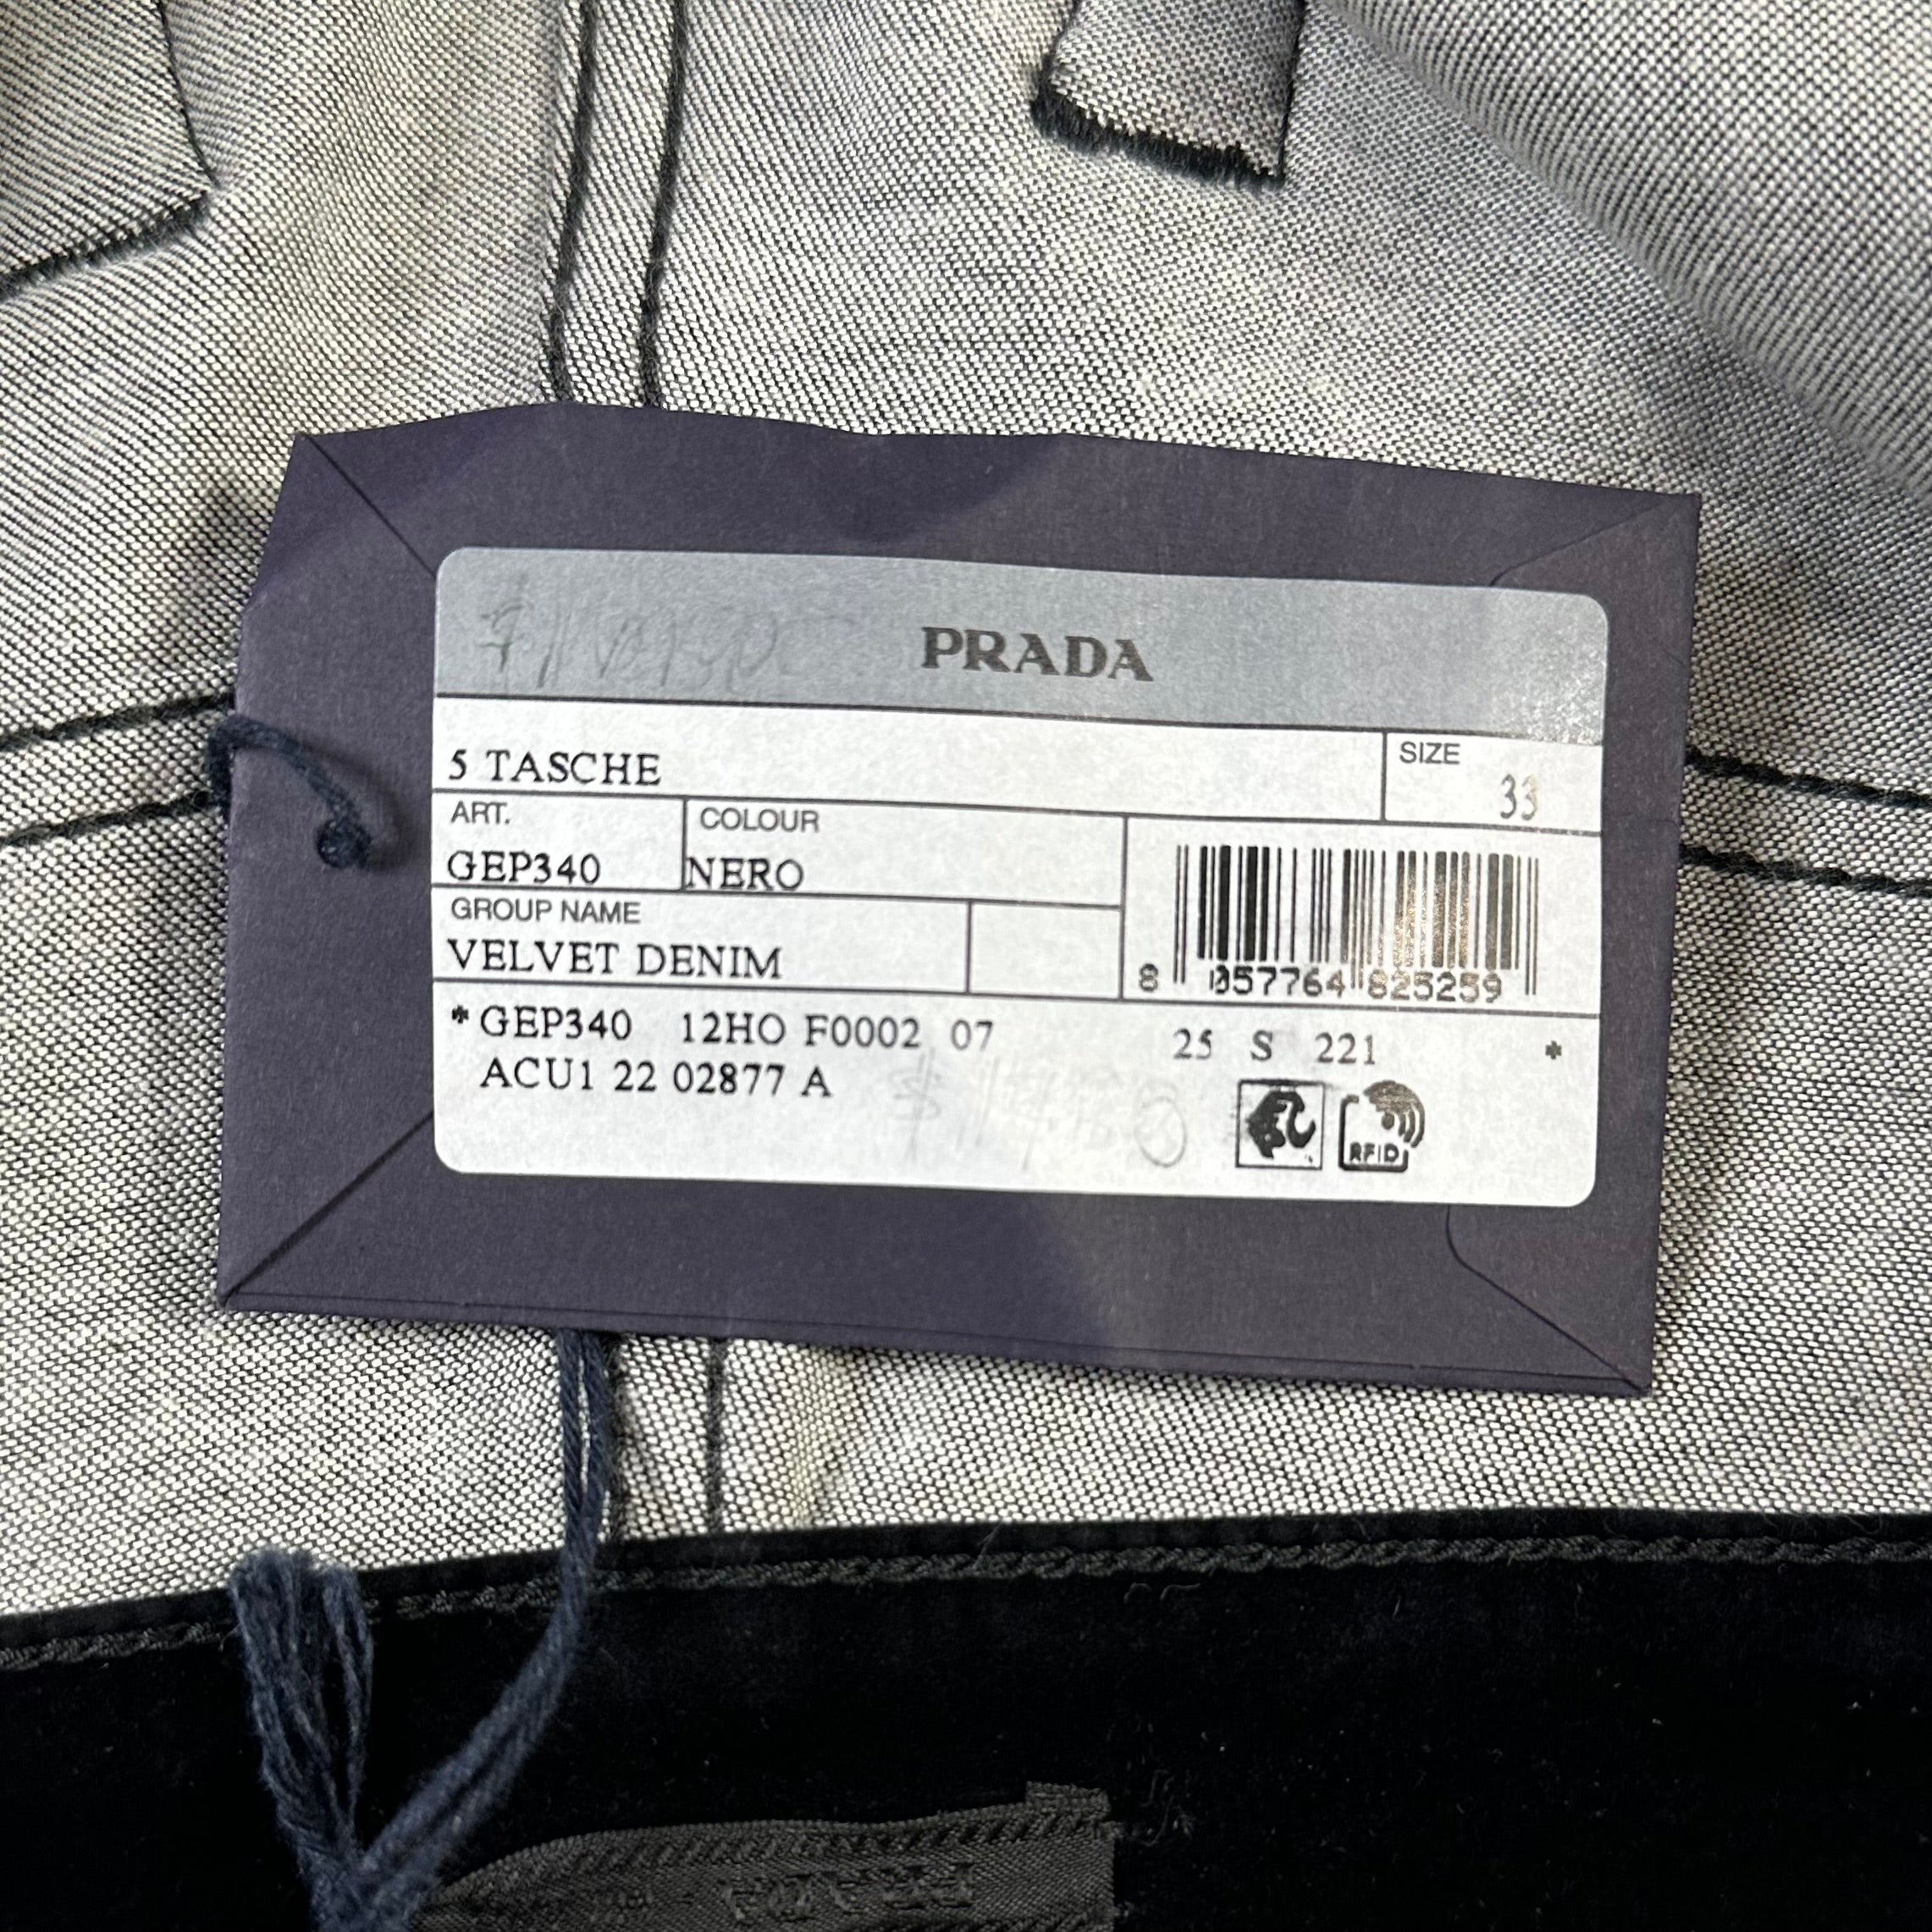 PRADA
5 TASCHE
SIZE
33
ART.
GEP340
COLOUR
NERO
GROUP NAME
VELVET DENIM
8 057764 825259
* GEP340 12HO F0002 07 25 S 221 *
ACU1 22 02877 A
RFID